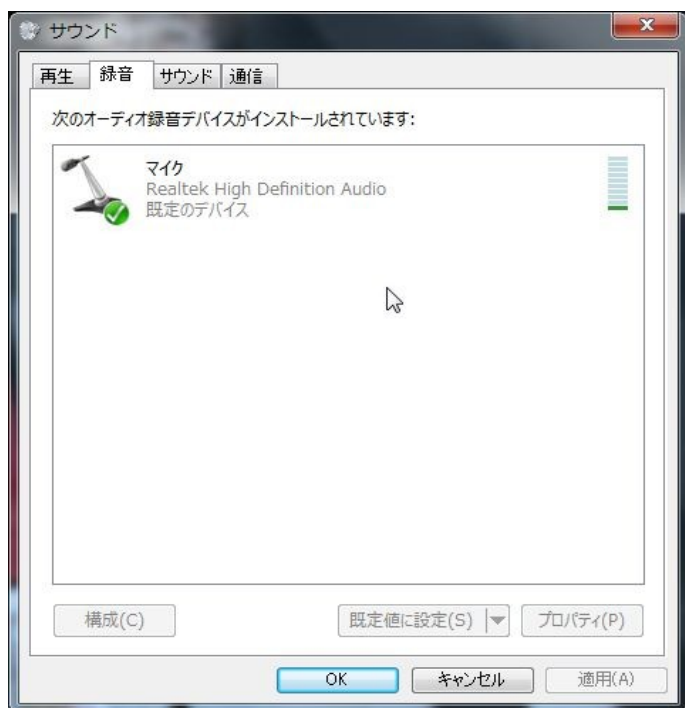 サウンド
再生 録音 サウンド 通信
次のオーディオ録音デバイスがインストールされています:
マイク
Realtek High Definition Audio
既定のデバイス
構成(C) 既定値に設定(S) プロパティ(P)
OK キャンセル 適用(A)